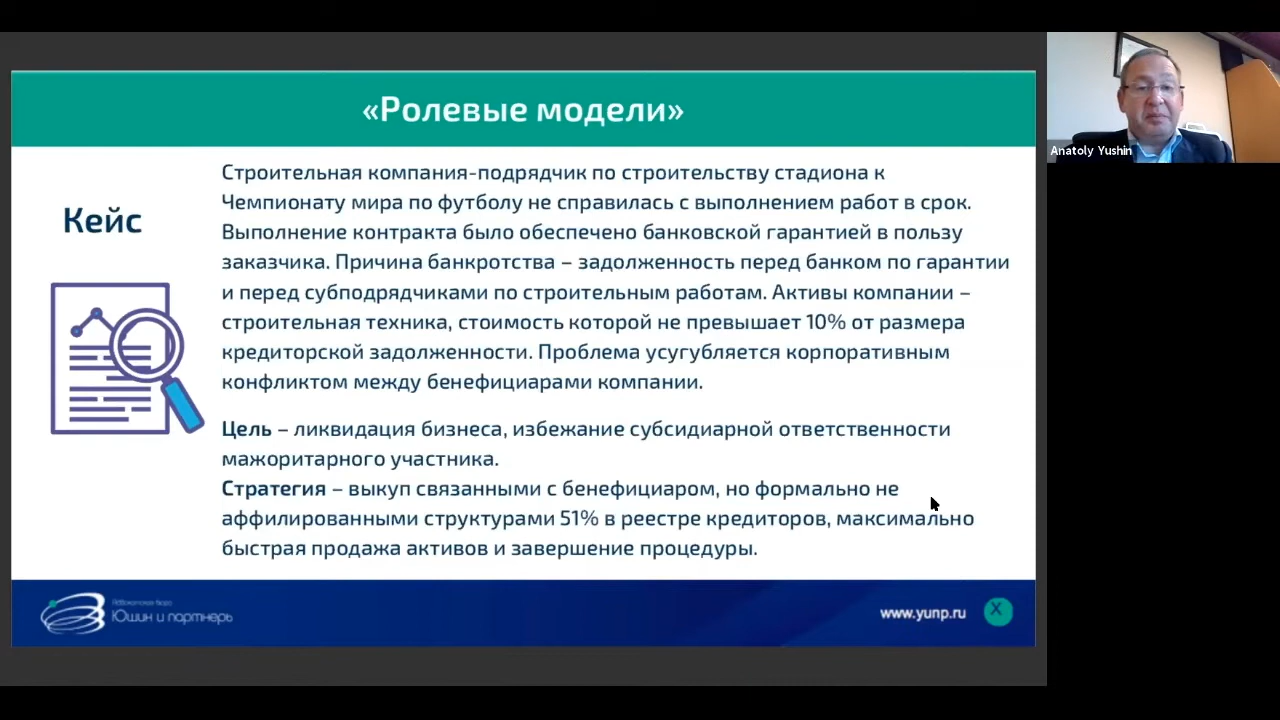 «Ролевые модели»
Кейс
Строительная компания-подрядчик по строительству стадиона к
Чемпионату мира по футболу не справилась с выполнением работ в срок.
Выполнение контракта было обеспечено банковской гарантией в пользу
заказчика. Причина банкротства – задолженность перед банком по гарантии
и перед субподрядчиками по строительным работам. Активы компании –
строительная техника, стоимость которой не превышает 10% от размера
кредиторской задолженности. Проблема усугубляется корпоративным
конфликтом между бенефициарами компании.
Цель – ликвидация бизнеса, избежание субсидиарной ответственности
мажоритарного участника.
Стратегия – выкуп связанными с бенефициаром, но формально не
аффилированными структурами 51% в реестре кредиторов, максимально
быстрая продажа активов и завершение процедуры.
Адвокатское бюро
Юшин и партнеры
www.yunp.ru
X
Anatoly Yushin